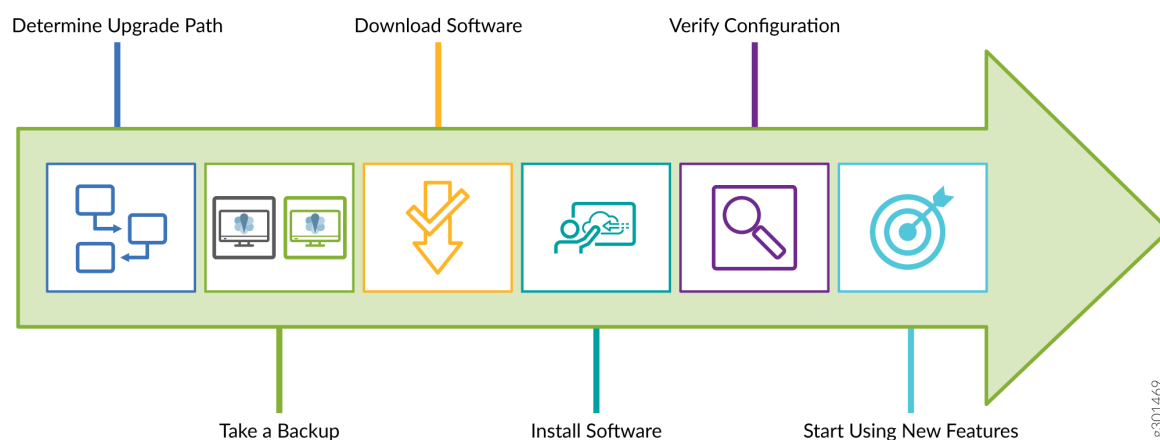 Determine Upgrade Path
Download Software
Verify Configuration
Take a Backup
Install Software
Start Using New Features
g301469